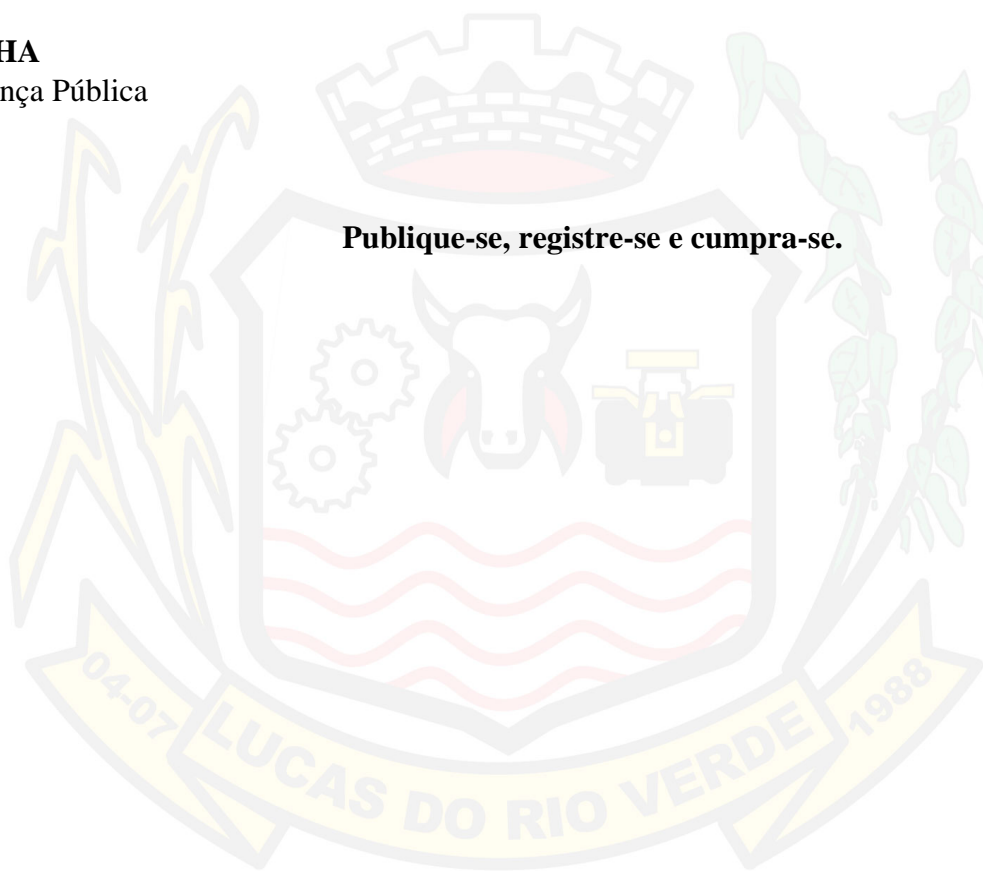 HA
nça Pública
Publique-se, registre-se e cumpra-se.
04-07
LUCAS DO RIO VERDE
1988